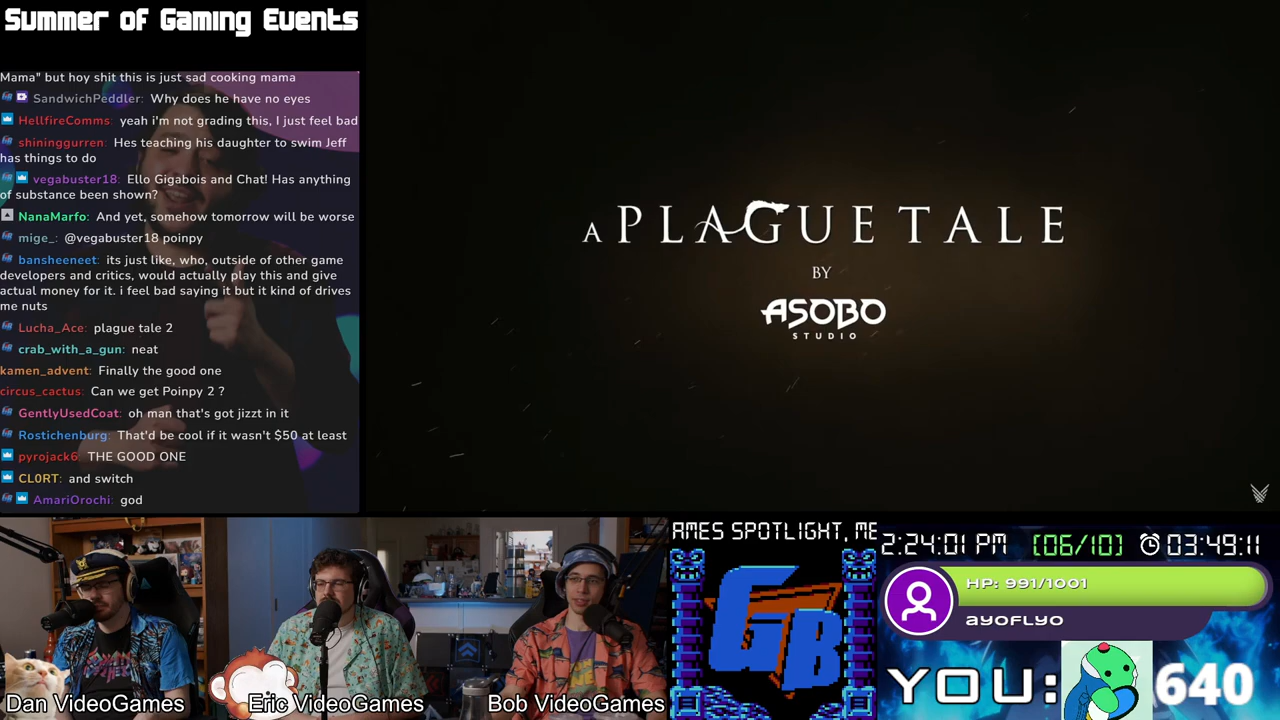 Summer of Gaming Events
Mama" but hoy shit this is just sad cooking mama
SandwichPeddler: Why does he have no eyes
HellfireComms: yeah i'm not grading this, I just feel bad
shininggurren: Hes teaching his daughter to swim Jeff
has things to do
vegabuster18: Ello Gigabois and Chat! Has anything
of substance been shown?
NanaMarfo: And yet, somehow tomorrow will be worse
mige_: @vegabuster18 poinpy
bansheeneet: its just like, who, outside of other game
developers and critics, would actually play this and give
actual money for it. i feel bad saying it but it kind of drives
me nuts
Lucha_Ace: plague tale 2
crab_with_a_gun: neat
kamen_advent: Finally the good one
circus_cactus: Can we get Poinpy 2 ?
GentlyUsedCoat: oh man that's got jizzt in it
Rostichenburg: That'd be cool if it wasn't $50 at least
pyrojack6: THE GOOD ONE
CL0RT: and switch
AmariOrochi: god
A PLAGUE TALE
BY
ASOBO
STUDIO
Dan VideoGames
Eric VideoGames
Bob VideoGames
AMES SPOTLIGHT, ME
GB
2:24:01 PM [06/10] 03:49:11
HP: 991/1001
AYOFLYO
YOU: 640